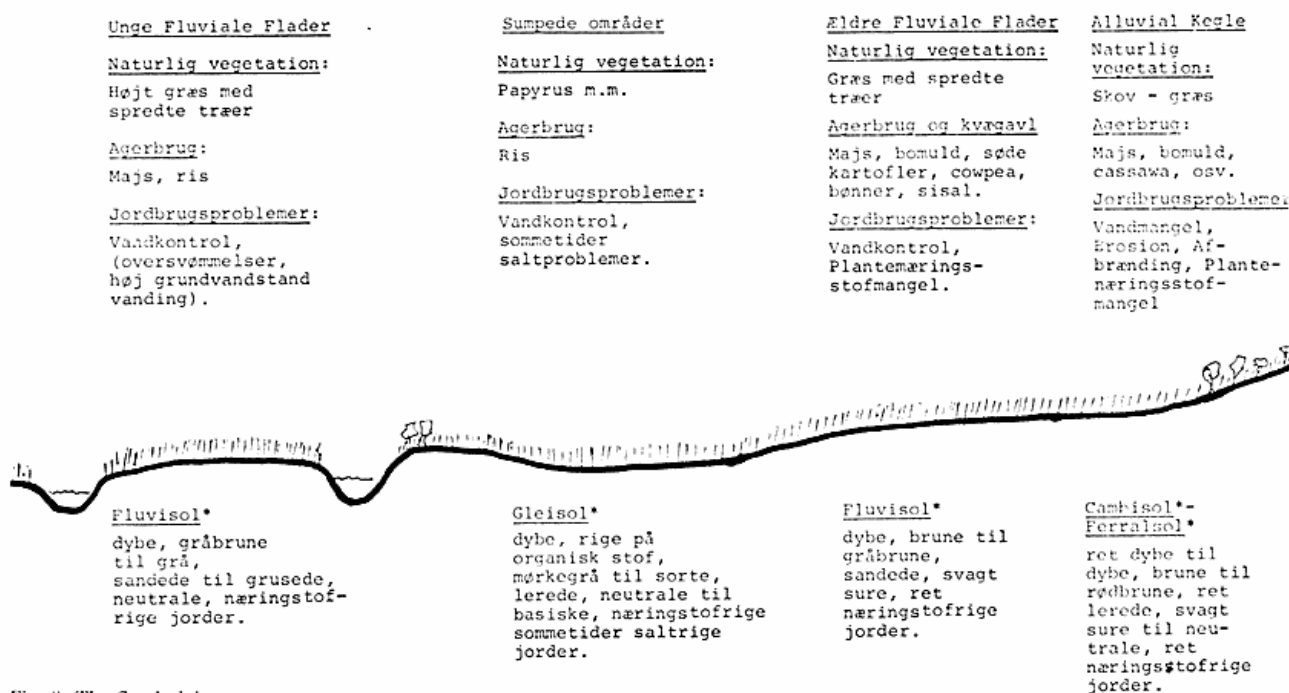 Unge Fluviale Flader
Naturlig vegetation:
Højt græs med
spredte træer
Agerbrug:
Majs, ris
Jordbrugsproblemer:
Vandkontrol,
(oversvømmelser,
høj grundvandstand
vanding).
Sumpede områder
Naturlig vegetation:
Papyrus m.m.
Agerbrug:
Ris
Jordbrugsproblemer:
Vandkontrol,
sommetider
saltproblemer.
Ældre Fluviale Flader
Naturlig vegetation:
Græs med spredte
træer
Agerbrug og kvægavl
Majs, bomuld, søde
kartofler, cowpea,
bønner, sisal.
Jordbrugsproblemer:
Vandkontrol,
Plantemærings-
stofmangel.
Alluvial Kegle
Naturlig
vegetation:
Skov - græs
Agerbrug:
Majs, bomuld,
cassawa, osv.
Jordbrugsproblemer
Vandmangel,
Erosion, Af-
brænding, Plante-
næringsstof-
mangel
Fluvisol*
dybe, gråbrune
til grå,
sandede til grusede,
neutrale, næringstof-
rige jorder.
Gleisol*
dybe, rige på
organisk stof,
mørkegrå til sorte,
lerede, neutrale til
basiske, næringstofrige
sommetider saltrige
jorder.
Fluvisol*
dybe, brune til
gråbrune,
sandede, svagt
sure, ret
næringstofrige
jorder.
Cambisol*-
Ferralsol*
ret dybe til
dybe, brune til
rødbrune, ret
lerede, svagt
sure til neu-
trale, ret
næringsstofrige
jorder.